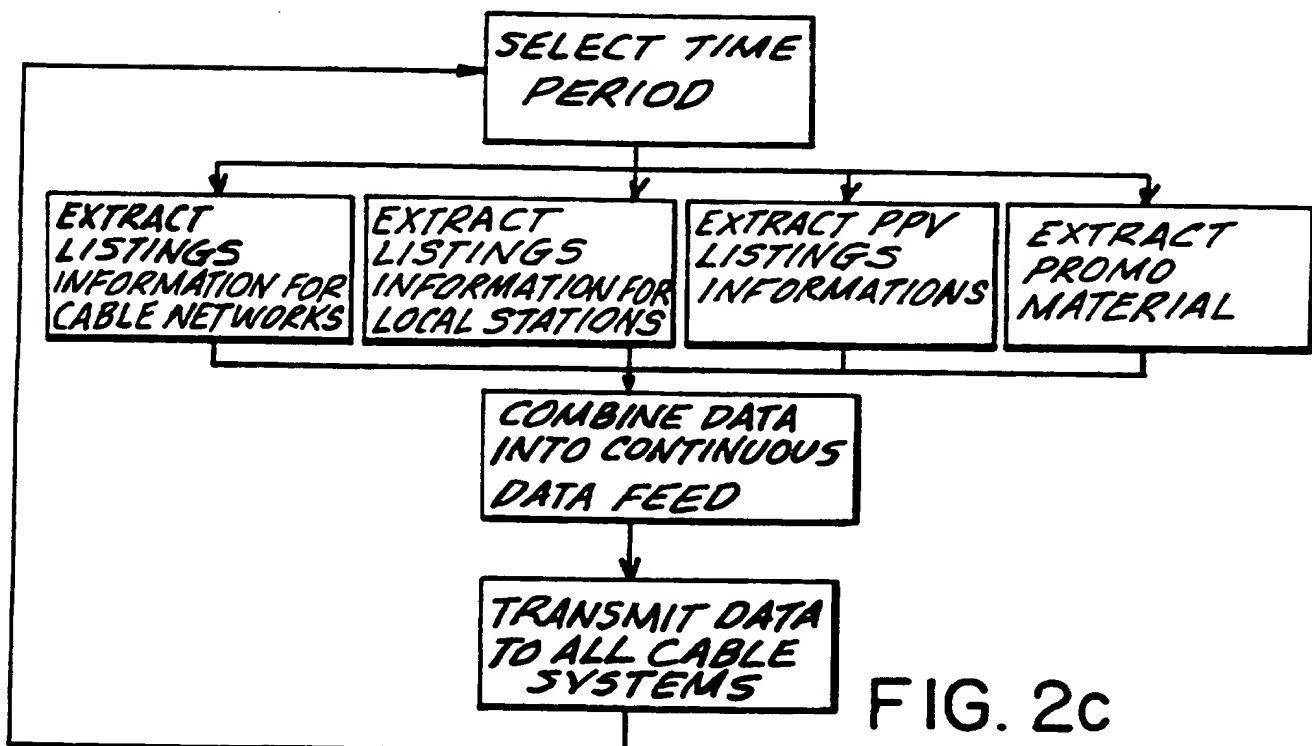 SELECT TIME
PERIOD
EXTRACT
LISTINGS
INFORMATION FOR
CABLE NETWORKS
EXTRACT
LISTINGS
INFORMATION FOR
LOCAL STATIONS
EXTRACT PPV
LISTINGS
INFORMATIONS
EXTRACT
PROMO
MATERIAL
COMBINE DATA
INTO CONTINUOUS
DATA FEED
TRANSMIT DATA
TO ALL CABLE
SYSTEMS
FIG. 2c